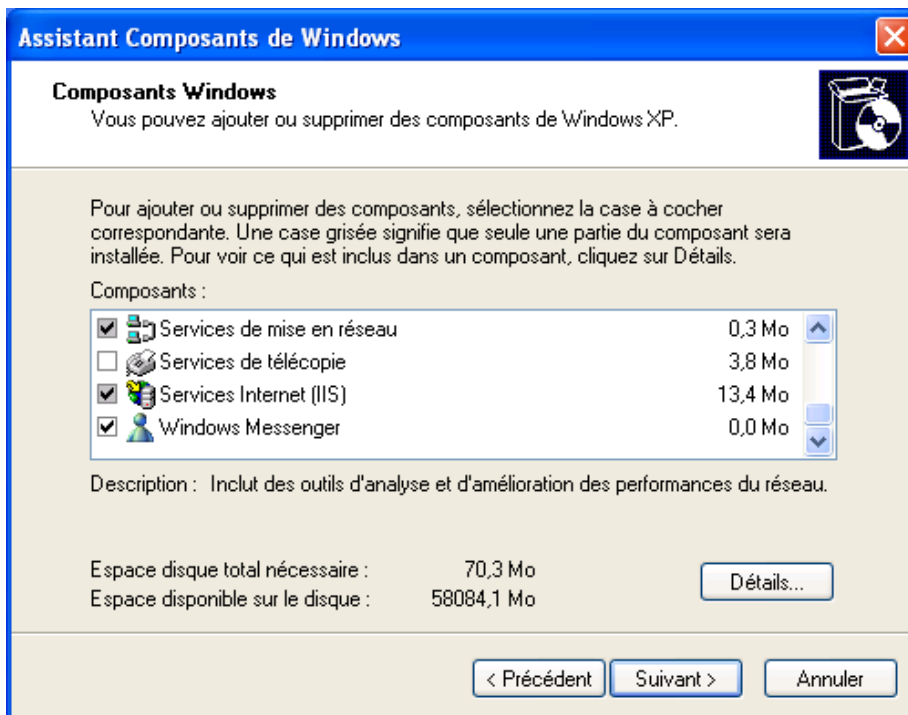 Assistant Composants de Windows
Composants Windows
Vous pouvez ajouter ou supprimer des composants de Windows XP.
Pour ajouter ou supprimer des composants, sélectionnez la case à cocher
correspondante. Une case grisée signifie que seule une partie du composant sera
installée. Pour voir ce qui est inclus dans un composant, cliquez sur Détails.
Composants :
Services de mise en réseau 0,3 Mo
Services de télécopie 3,8 Mo
Services Internet (IIS) 13,4 Mo
Windows Messenger 0,0 Mo
Description : Inclut des outils d'analyse et d'amélioration des performances du réseau.
Espace disque total nécessaire : 70,3 Mo
Espace disponible sur le disque : 58084,1 Mo
Détails...
< Précédent Suivant > Annuler